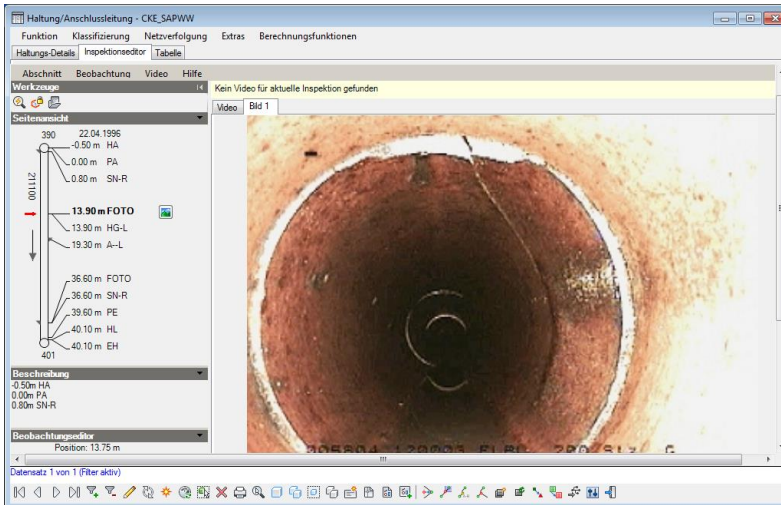 Haltung/Anschlussleitung - CKE_SAPWW
Funktion Klassifizierung Netzverfolgung Extras Berechnungsfunktionen
Haltungs-Details Inspektionseditor Tabelle
Abschnitt Beobachtung Video Hilfe
Werkzeuge
Kein Video für aktuelle Inspektion gefunden
Video Bild 1
Seitenansicht
390 22.04.1996
-0.50 m HA
0.00 m PA
0.80 m SN-R
211100
13.90 m FOTO
13.90 m HG-L
19.30 m A--L
36.60 m FOTO
36.60 m SN-R
39.60 m PE
40.10 m HL
40.10 m EH
401
Beschreibung
-0.50m HA
0.00m PA
0.80m SN-R
Beobachtungseditor
Position: 13.75 m
Datensatz 1 von 1 (Filter aktiv)